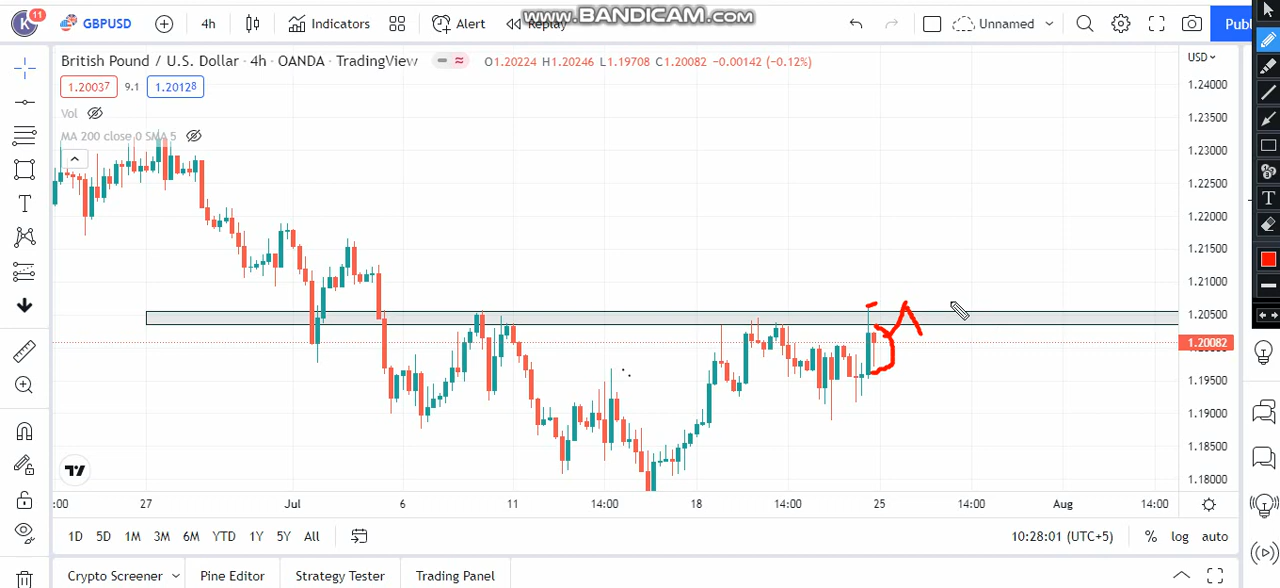 K 11 GBPUSD 4h Indicators Alert Replay www.BANDICAM.com Unnamed Publ
British Pound / U.S. Dollar · 4h · OANDA · TradingView O1.20224 H1.20246 L1.19708 C1.20082 −0.00142 (−0.12%) USD
1.20037 9.1 1.20128
Vol
MA 200 close 0 SMA 5
1.24000
1.23500
1.23000
1.22500
1.22000
1.21500
1.21000
1.20500
1.20082
1.19500
1.19000
1.18500
1.18000
:00 27 Jul 6 11 14:00 18 14:00 25 14:00 Aug 14:00
1D 5D 1M 3M 6M YTD 1Y 5Y All 10:28:01 (UTC+5) % log auto
Crypto Screener Pine Editor Strategy Tester Trading Panel